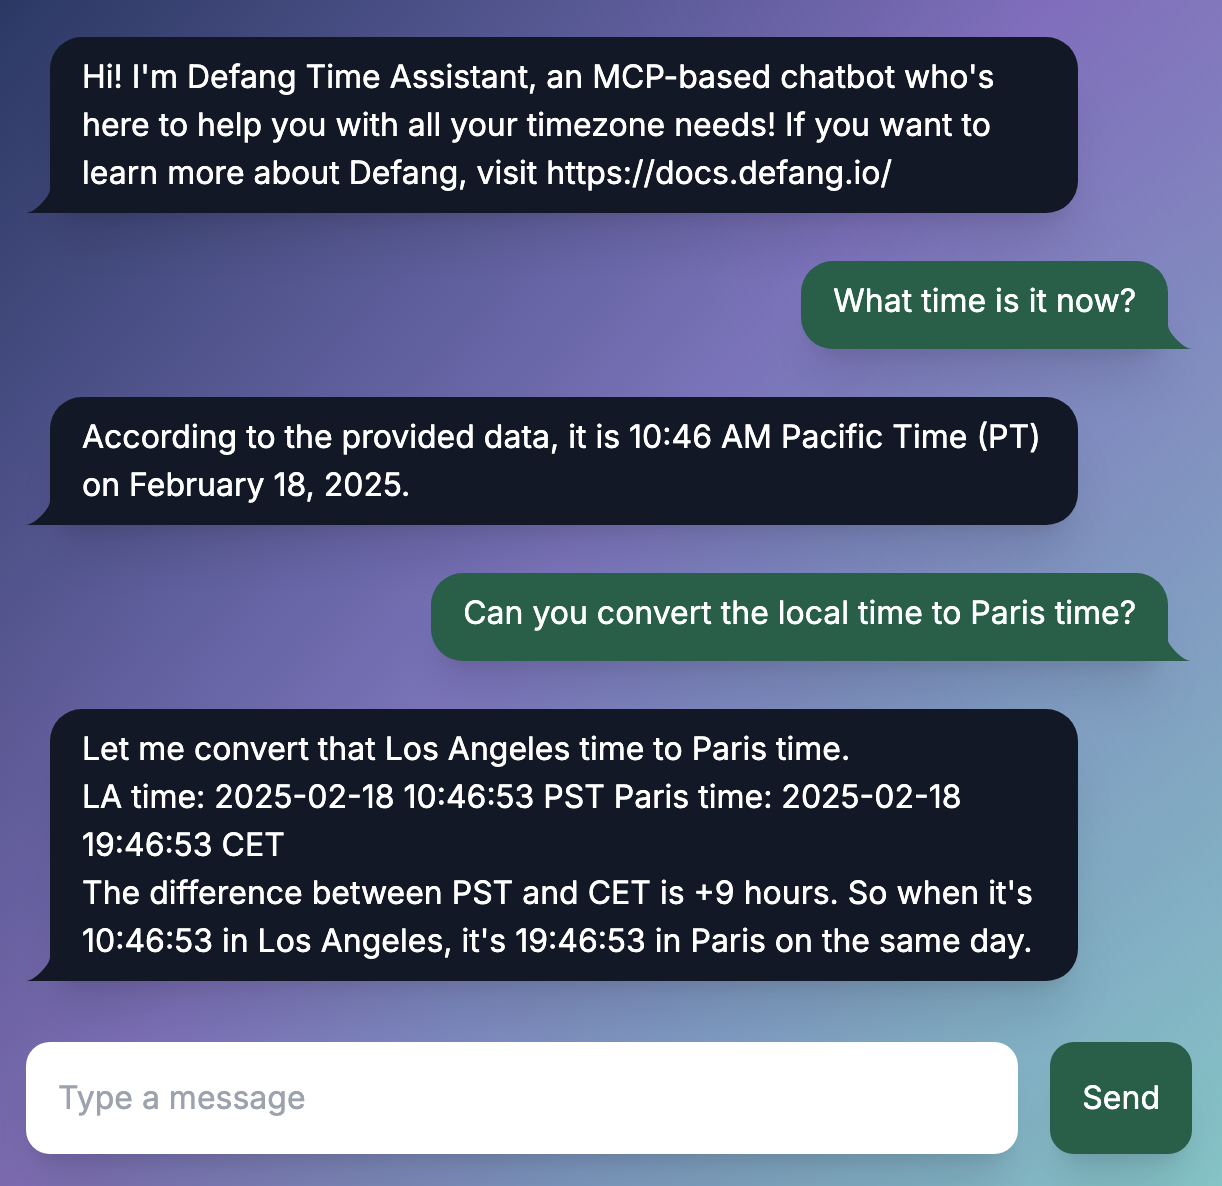 Hi! I'm Defang Time Assistant, an MCP-based chatbot who's
here to help you with all your timezone needs! If you want to
learn more about Defang, visit https://docs.defang.io/
What time is it now?
According to the provided data, it is 10:46 AM Pacific Time (PT)
on February 18, 2025.
Can you convert the local time to Paris time?
Let me convert that Los Angeles time to Paris time.
LA time: 2025-02-18 10:46:53 PST Paris time: 2025-02-18
19:46:53 CET
The difference between PST and CET is +9 hours. So when it's
10:46:53 in Los Angeles, it's 19:46:53 in Paris on the same day.
Type a message
Send